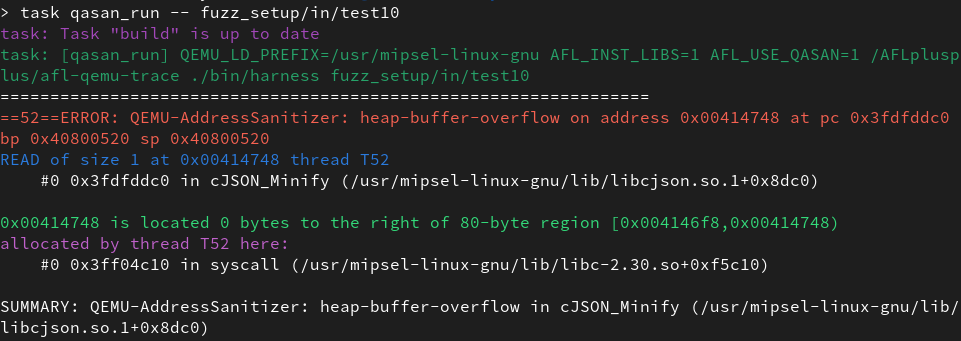 > task qasan_run -- fuzz_setup/in/test10
task: Task "build" is up to date
task: [qasan_run] QEMU_LD_PREFIX=/usr/mipsel-linux-gnu AFL_INST_LIBS=1 AFL_USE_QASAN=1 /AFLplusp
lus/afl-qemu-trace ./bin/harness fuzz_setup/in/test10
=================================================================
==52==ERROR: QEMU-AddressSanitizer: heap-buffer-overflow on address 0x00414748 at pc 0x3fdfddc0
bp 0x40800520 sp 0x40800520
READ of size 1 at 0x00414748 thread T52
    #0 0x3fdfddc0 in cJSON_Minify (/usr/mipsel-linux-gnu/lib/libcjson.so.1+0x8dc0)

0x00414748 is located 0 bytes to the right of 80-byte region [0x004146f8,0x00414748)
allocated by thread T52 here:
    #0 0x3ff04c10 in syscall (/usr/mipsel-linux-gnu/lib/libc-2.30.so+0xf5c10)

SUMMARY: QEMU-AddressSanitizer: heap-buffer-overflow in cJSON_Minify (/usr/mipsel-linux-gnu/lib/
libcjson.so.1+0x8dc0)